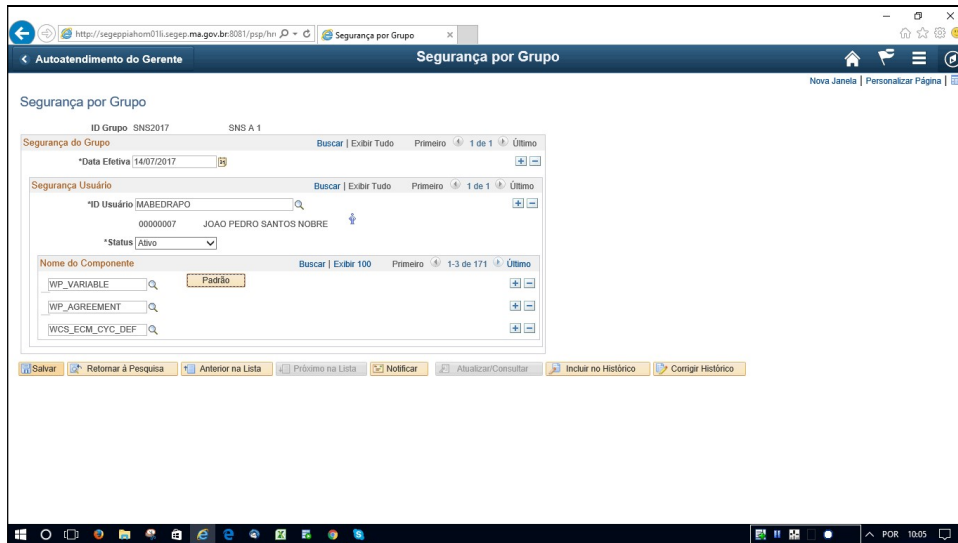 http://segeppiahom01li.segep.ma.gov.br:8081/psp/hr Segurança por Grupo
Autoatendimento do Gerente Segurança por Grupo
Nova Janela | Personalizar Página |
Segurança por Grupo
ID Grupo SNS2017 SNS A 1
Segurança do Grupo Buscar | Exibir Tudo Primeiro 1 de 1 Último
*Data Efetiva 14/07/2017
Segurança Usuário Buscar | Exibir Tudo Primeiro 1 de 1 Último
*ID Usuário MABEDRAPO
00000007 JOAO PEDRO SANTOS NOBRE
*Status Ativo
Nome do Componente Buscar | Exibir 100 Primeiro 1-3 de 171 Último
WP_VARIABLE Padrão
WP_AGREEMENT
WCS_ECM_CYC_DEF
Salvar Retornar à Pesquisa Anterior na Lista Próximo na Lista Notificar Atualizar/Consultar Incluir no Histórico Corrigir Histórico
POR 10:05